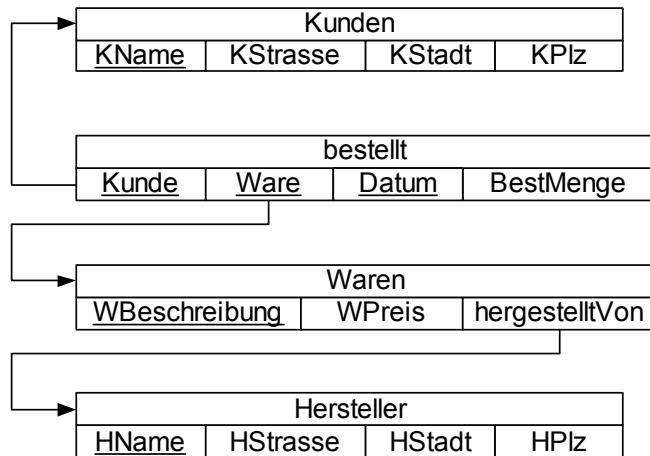 Kunden
KName KStrasse KStadt KPlz
bestellt
Kunde Ware Datum BestMenge
Waren
WBeschreibung WPreis hergestelltVon
Hersteller
HName HStrasse HStadt HPlz